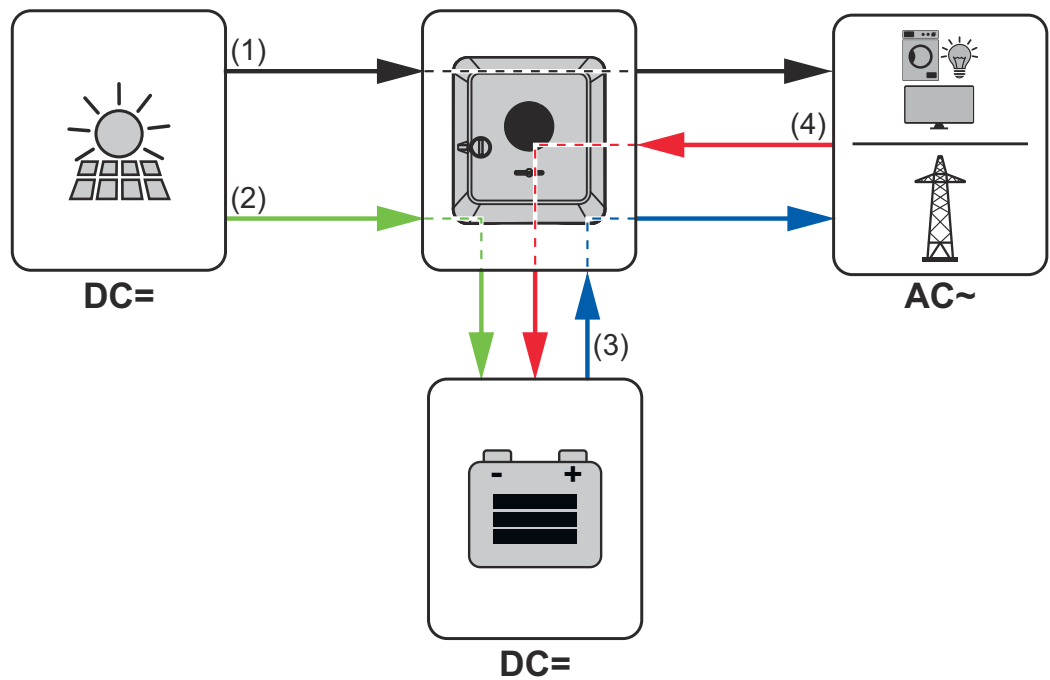 (1)
(4)
(2)
DC=
AC~
(3)
- +
DC=